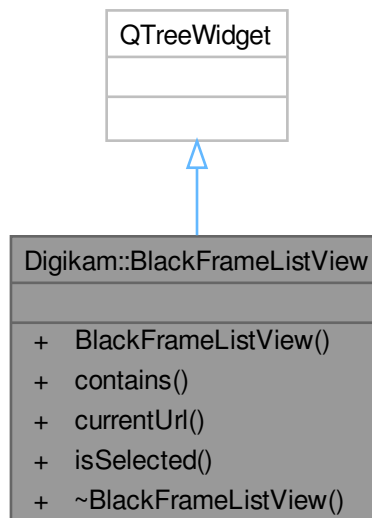 QTreeWidget
Digikam::BlackFrameListView
+ BlackFrameListView()
+ contains()
+ currentUrl()
+ isSelected()
+ ~BlackFrameListView()